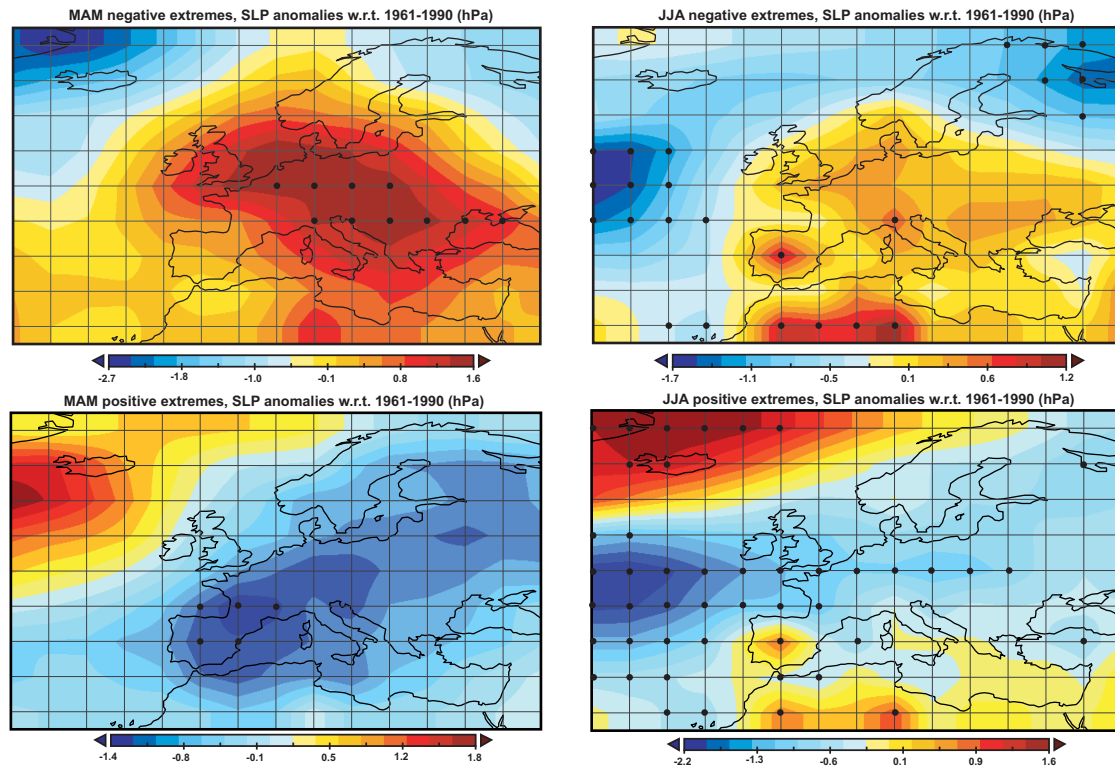 MAM negative extremes, SLP anomalies w.r.t. 1961-1990 (hPa)
-2.7 -1.8 -1.0 -0.1 0.8 1.6
JJA negative extremes, SLP anomalies w.r.t. 1961-1990 (hPa)
-1.7 -1.1 -0.5 0.1 0.6 1.2
MAM positive extremes, SLP anomalies w.r.t. 1961-1990 (hPa)
-1.4 -0.8 -0.1 0.5 1.2 1.8
JJA positive extremes, SLP anomalies w.r.t. 1961-1990 (hPa)
-2.2 -1.3 -0.6 0.1 0.9 1.6